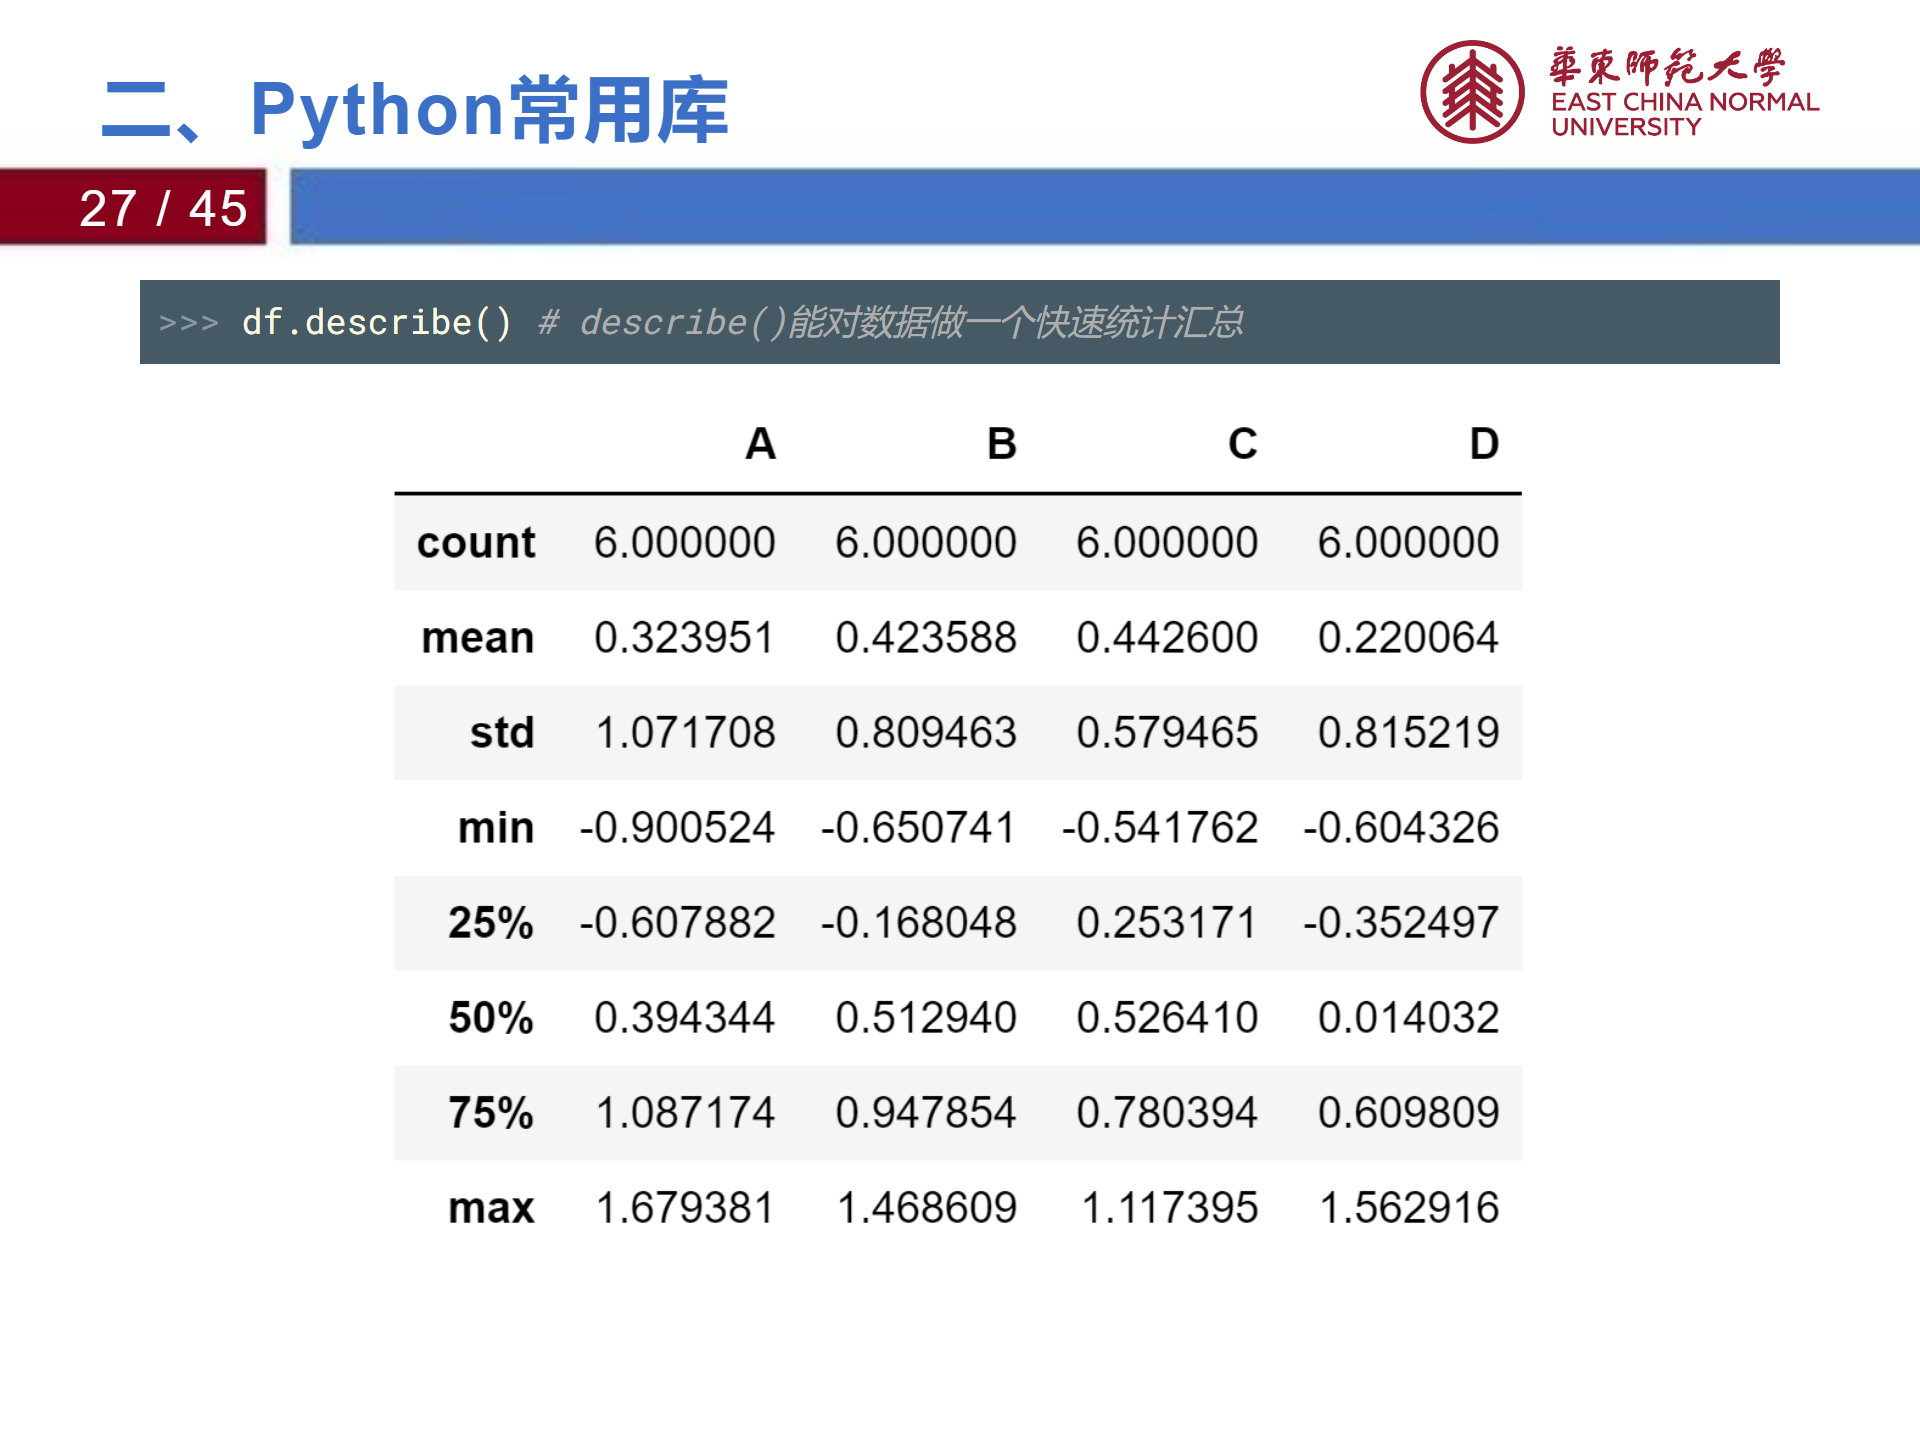 二、Python常用库
華東師範大學
EAST CHINA NORMAL
UNIVERSITY
27 / 45
>>> df.describe() # describe()能对数据做一个快速统计汇总
A B C D
count 6.000000 6.000000 6.000000 6.000000
mean 0.323951 0.423588 0.442600 0.220064
std 1.071708 0.809463 0.579465 0.815219
min -0.900524 -0.650741 -0.541762 -0.604326
25% -0.607882 -0.168048 0.253171 -0.352497
50% 0.394344 0.512940 0.526410 0.014032
75% 1.087174 0.947854 0.780394 0.609809
max 1.679381 1.468609 1.117395 1.562916